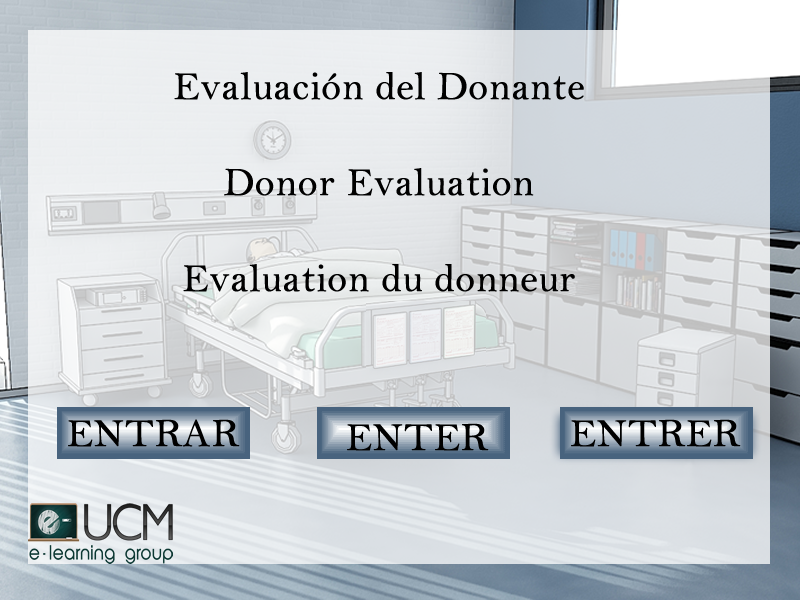 Evaluación del Donante
Donor Evaluation
Evaluation du donneur
ENTRAR
ENTER
ENTRER
e- UCM
e-learning group